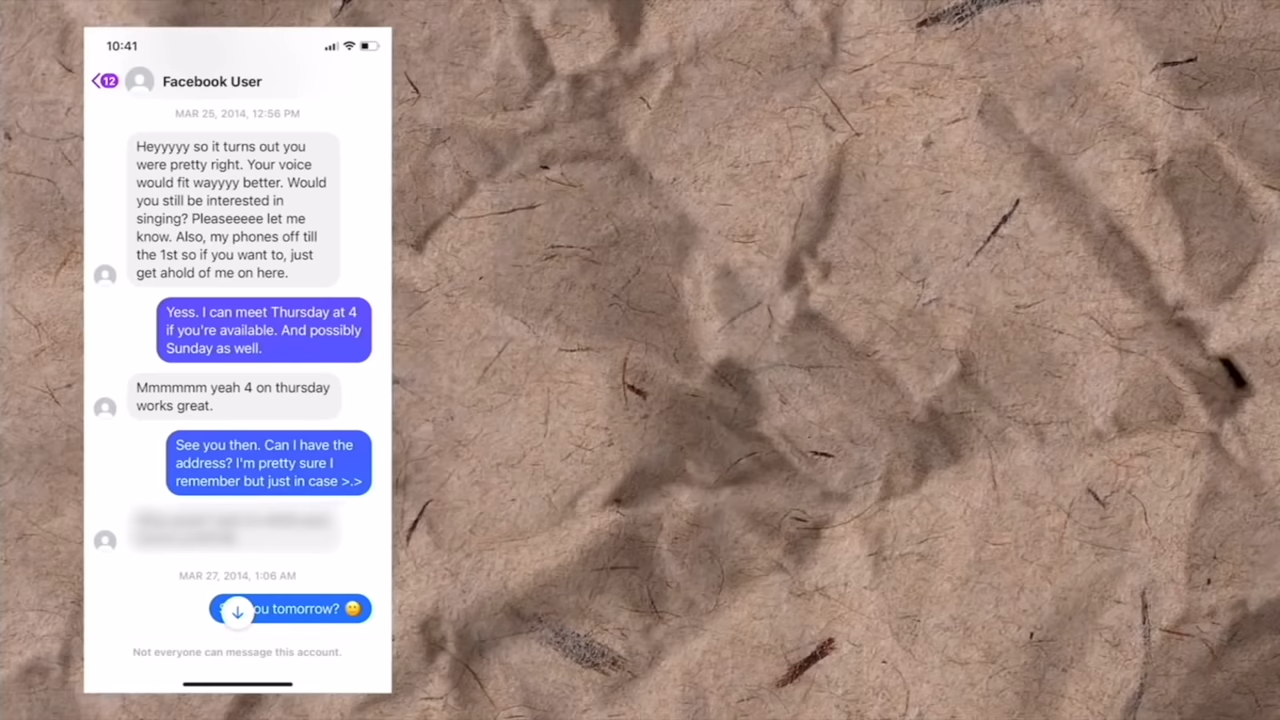 10:41
12
Facebook User
MAR 25, 2014, 12:56 PM
Heyyyyy so it turns out you
were pretty right. Your voice
would fit wayyyy better. Would
you still be interested in
singing? Pleaseeeee let me
know. Also, my phones off till
the 1st so if you want to, just
get ahold of me on here.
Yess. I can meet Thursday at 4
if you're available. And possibly
Sunday as well.
Mmmmmm yeah 4 on thursday
works great.
See you then. Can I have the
address? I'm pretty sure I
remember but just in case >.>
MAR 27, 2014, 1:06 AM
tomorrow? 🙂
Not everyone can message this account.